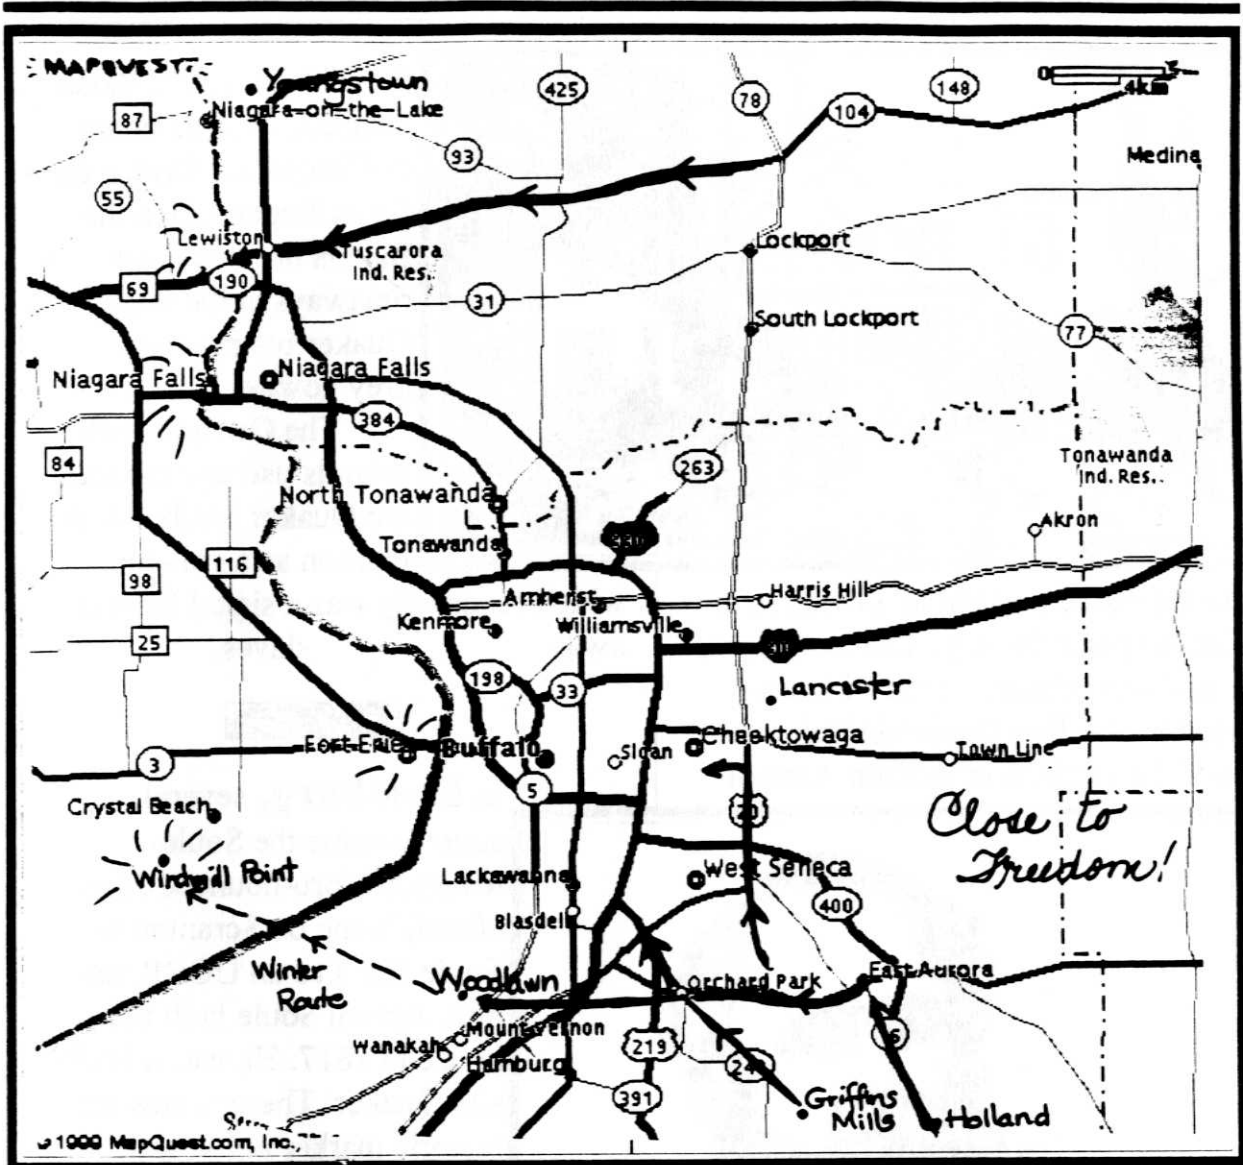 MAPQUEST
Youngstown
Niagara-on-the-Lake
425
78
104
148
4km
87
93
Medina
55
Lewiston
Tuscarora
Ind. Res.
Lockport
69
190
31
South Lockport
77
Niagara Falls
Niagara Falls
384
84
263
Tonawanda
Ind. Res.
North Tonawanda
Akron
Tonawanda
116
98
Amherst
Harris Hill
Kenmore
Williamsville
25
198
33
Lancaster
Cheektowaga
Fort Erie
Buffalo
Sloan
Town Line
3
5
20
Crystal Beach
Close to
Freedom!
Windmill Point
West Seneca
Lackawanna
400
Blasdell
Winter
Route
Woodlawn
Orchard Park
East Aurora
Mount Vernon
Wanakah
219
16
Hamburg
391
Griffins
Mills
Holland
1999 MapQuest.com, Inc.